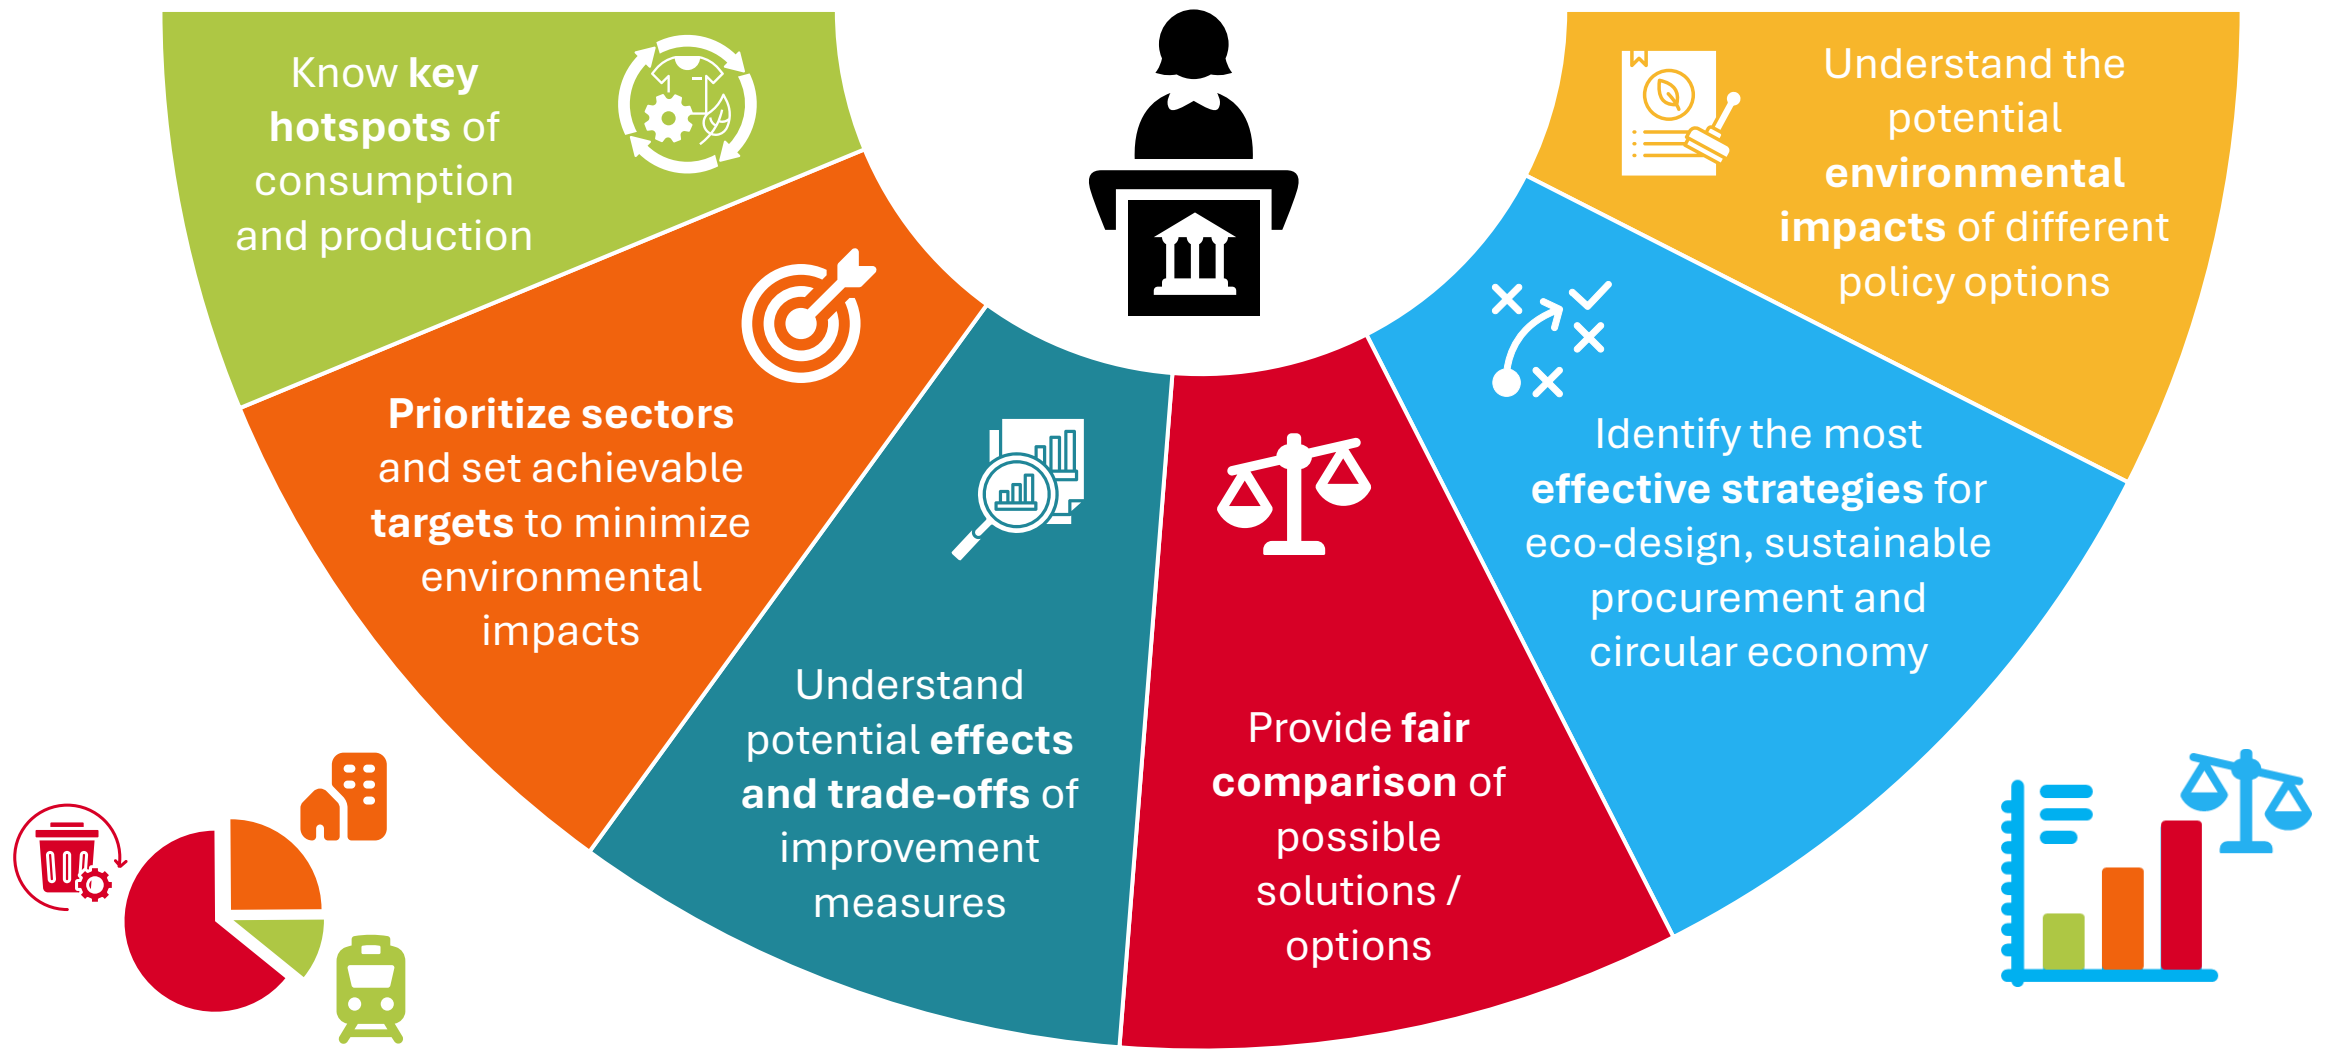 Know key
hotspots of
consumption
and production
Prioritize sectors
and set achievable
targets to minimize
environmental
impacts
Understand
potential effects
and trade-offs of
improvement
measures
Provide fair
comparison of
possible
solutions /
options
Identify the most
effective strategies for
eco-design, sustainable
procurement and
circular economy
Understand the
potential
environmental
impacts of different
policy options